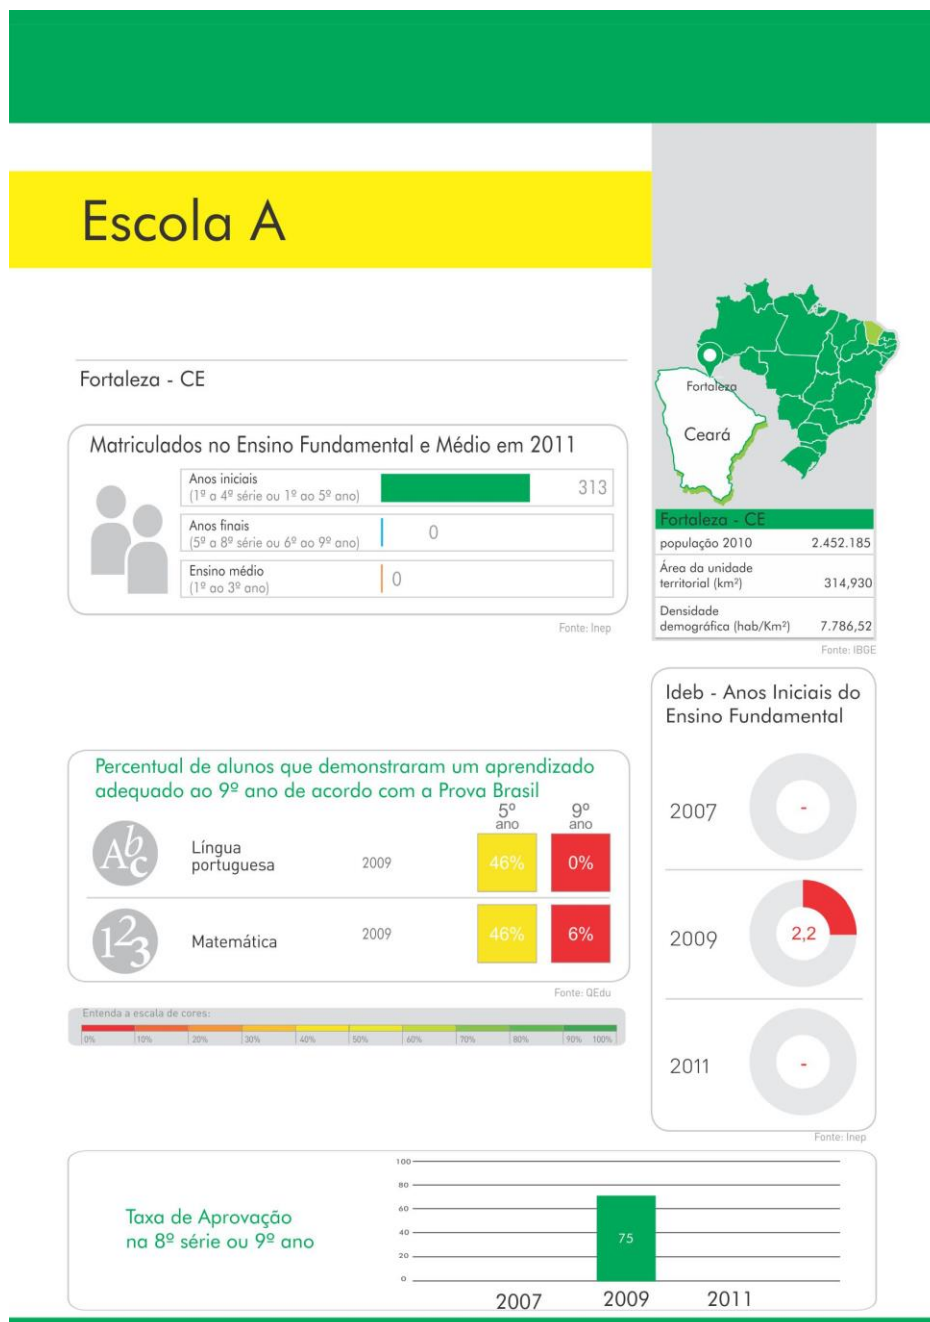 Escola A
Fortaleza - CE
Fortaleza
Ceará
Matriculados no Ensino Fundamental e Médio em 2011
Anos iniciais
(1º a 4º série ou 1º ao 5º ano)
313
Anos finais
(5º a 8º série ou 6º ao 9º ano)
0
Ensino médio
(1º ao 3º ano)
0
Fonte: Inep
Fortaleza - CE
população 2010 2.452.185
Área da unidade
territorial (km²) 314,930
Densidade
demográfica (hab/Km²) 7.786,52
Fonte: IBGE
Percentual de alunos que demonstraram um aprendizado
adequado ao 9º ano de acordo com a Prova Brasil
5º 9º
ano ano
Abc
Língua
portuguesa
2009 46% 0%
123
Matemática 2009 46% 6%
Fonte: QEdu
Entenda a escala de cores:
0% 10% 20% 30% 40% 50% 60% 70% 80% 90% 100%
Ideb - Anos Iniciais do
Ensino Fundamental
2007 -
2009 2,2
2011 -
Fonte: Inep
Taxa de Aprovação
na 8º série ou 9º ano
100
80
60
40
20
0
75
2007 2009 2011